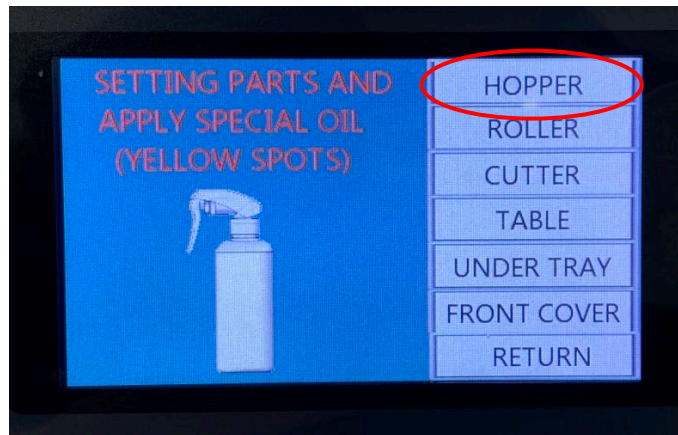 SETTING PARTS AND
APPLY SPECIAL OIL
(YELLOW SPOTS)
HOPPER
ROLLER
CUTTER
TABLE
UNDER TRAY
FRONT COVER
RETURN